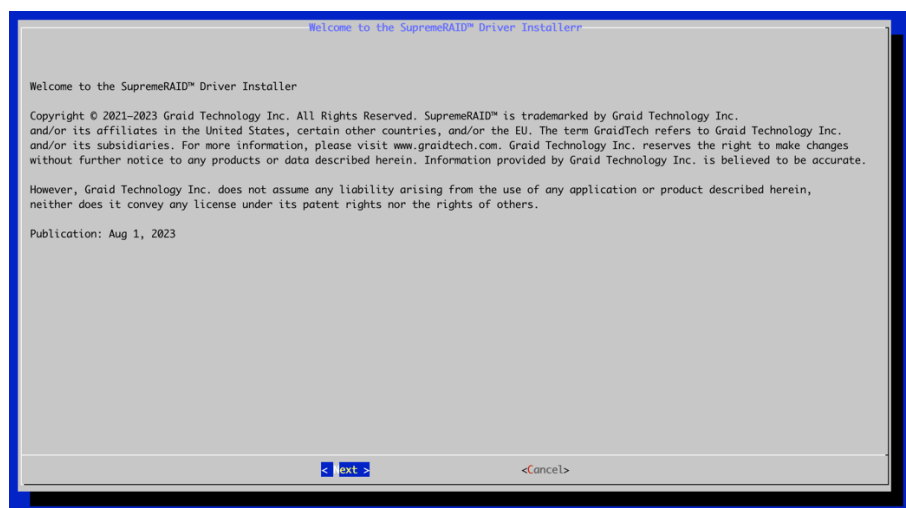 Welcome to the SupremeRAID™ Driver Installerr
Welcome to the SupremeRAID™ Driver Installer
Copyright © 2021–2023 Graid Technology Inc. All Rights Reserved. SupremeRAID™ is trademarked by Graid Technology Inc.
and/or its affiliates in the United States, certain other countries, and/or the EU. The term GraidTech refers to Graid Technology Inc.
and/or its subsidiaries. For more information, please visit www.graidtech.com. Graid Technology Inc. reserves the right to make changes
without further notice to any products or data described herein. Information provided by Graid Technology Inc. is believed to be accurate.
However, Graid Technology Inc. does not assume any liability arising from the use of any application or product described herein,
neither does it convey any license under its patent rights nor the rights of others.
Publication: Aug 1, 2023
< Next > <Cancel>